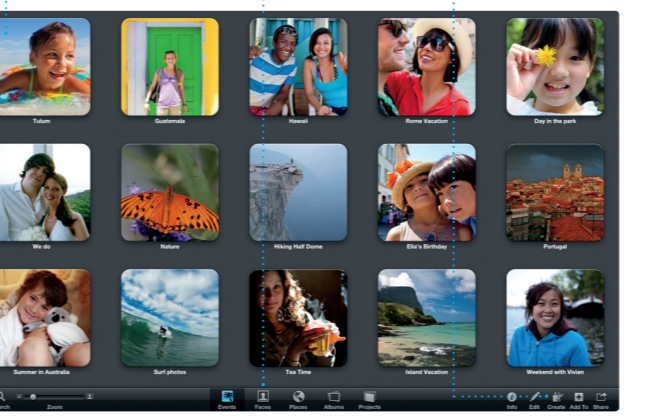 Tulum Guatemala Hawaii Rome Vacation Day in the park
We do Nature Hiking Half Dome Ella's Birthday Portugal
Summer in Australia Surf photos Tea Time Island Vacation Weekend with Vivian
rch Zoom Events Faces Places Albums Projects Info Edit Create Add To Share